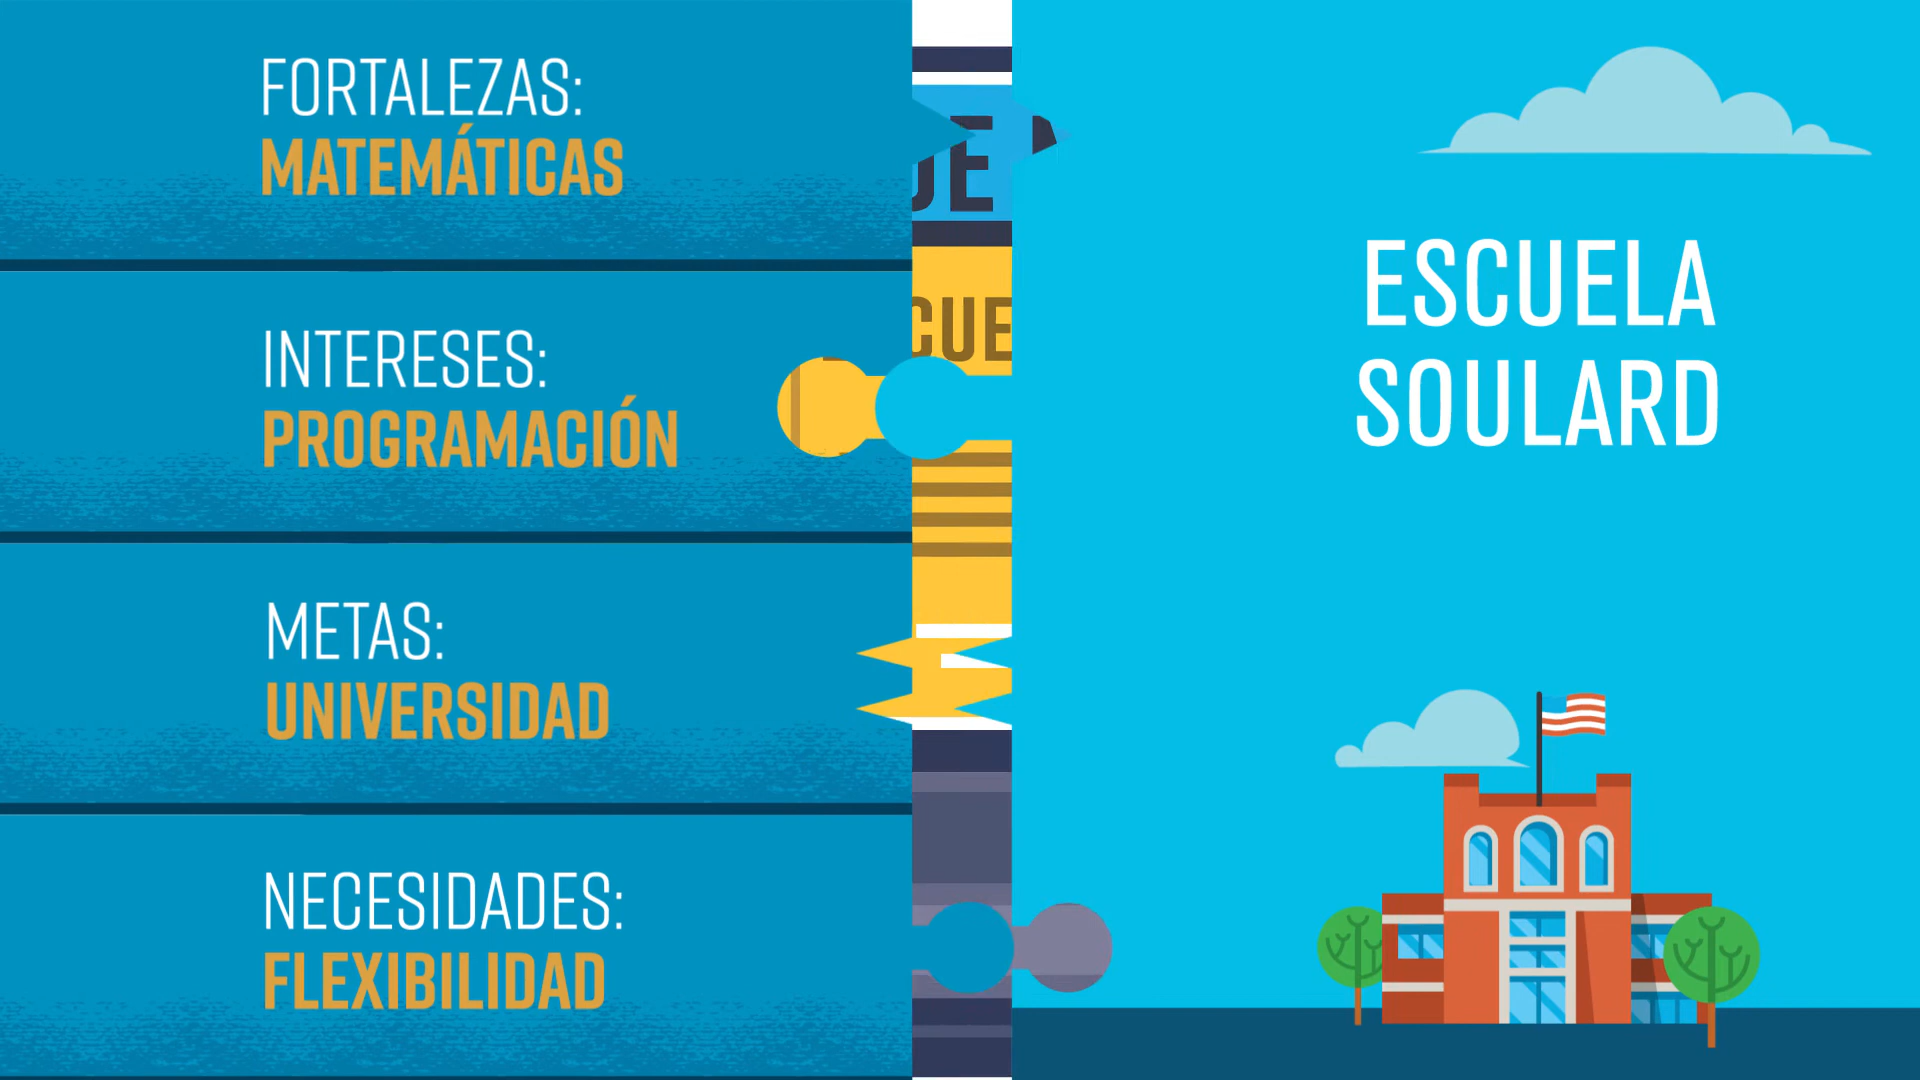 FORTALEZAS:
MATEMÁTICAS
INTERESES:
PROGRAMACIÓN
METAS:
UNIVERSIDAD
NECESIDADES:
FLEXIBILIDAD
ESCUELA
SOULARD